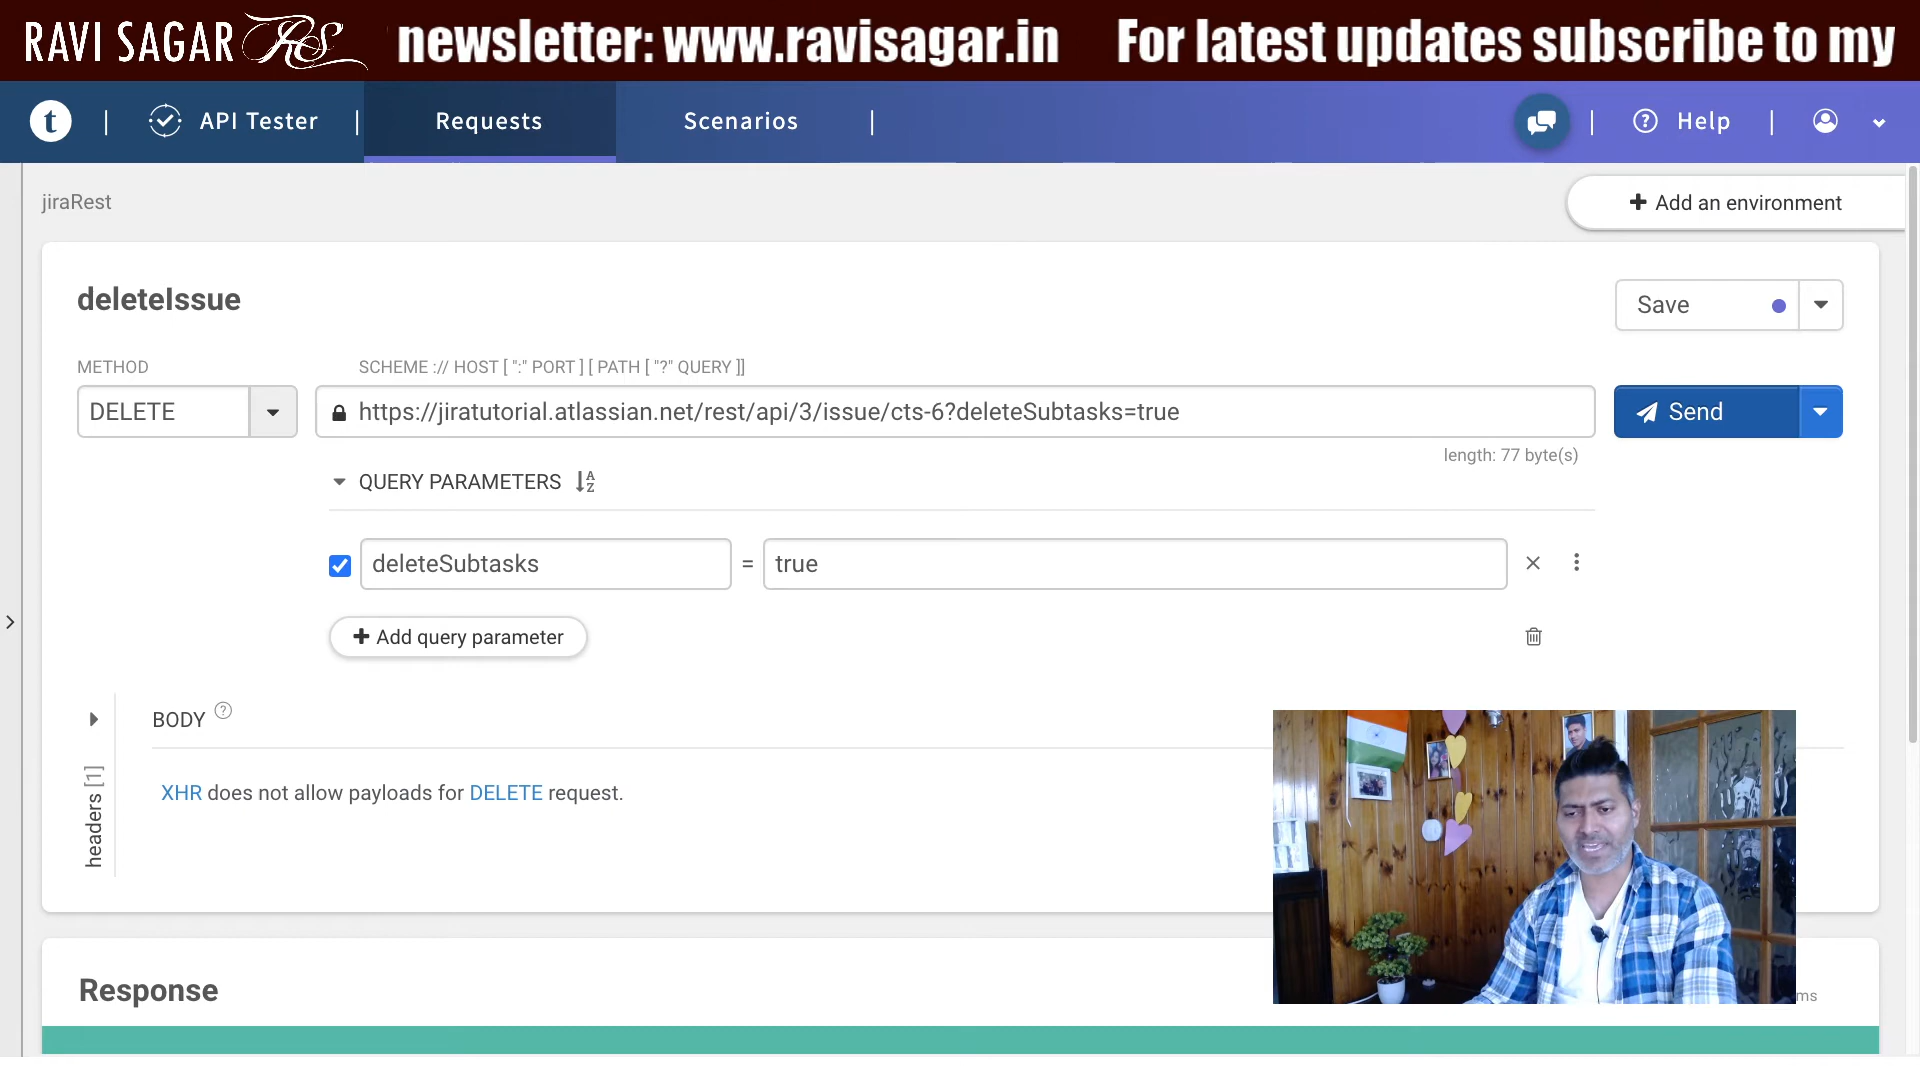 RAVI SAGAR RS newsletter: www.ravisagar.in For latest updates subscribe to my
t | API Tester | Requests Scenarios | | Help |
jiraRest
Add an environment
deleteIssue
Save
METHOD
SCHEME :// HOST [ ":" PORT ] [ PATH [ "?" QUERY ]]
DELETE
https://jiratutorial.atlassian.net/rest/api/3/issue/cts-6?deleteSubtasks=true
Send
length: 77 byte(s)
QUERY PARAMETERS
deleteSubtasks = true
Add query parameter
BODY
headers [1]
XHR does not allow payloads for DELETE request.
Response
ms